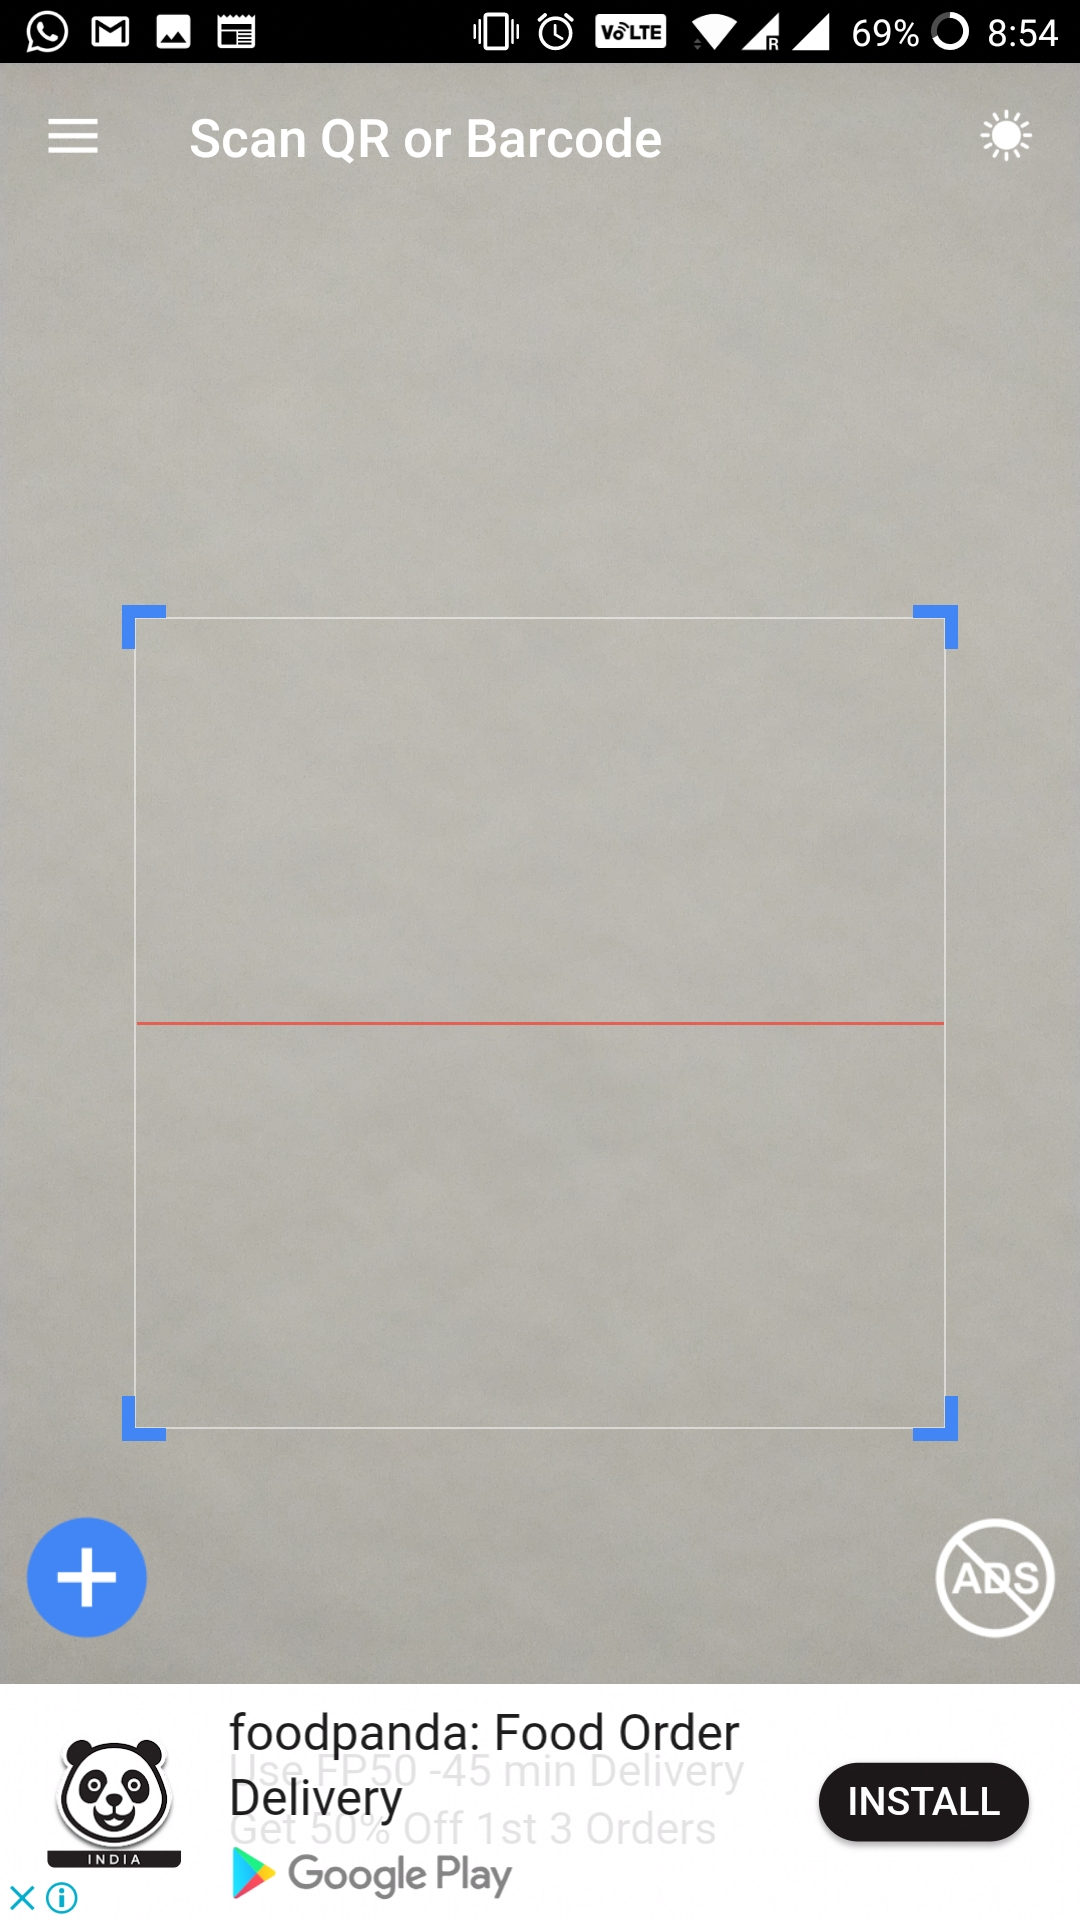 VoLTE R 69% 8:54
Scan QR or Barcode
ADS
foodpanda: Food Order
Use FP50 -45 min Delivery
Delivery
Get 50% Off 1st 3 Orders
INSTALL
INDIA
Google Play